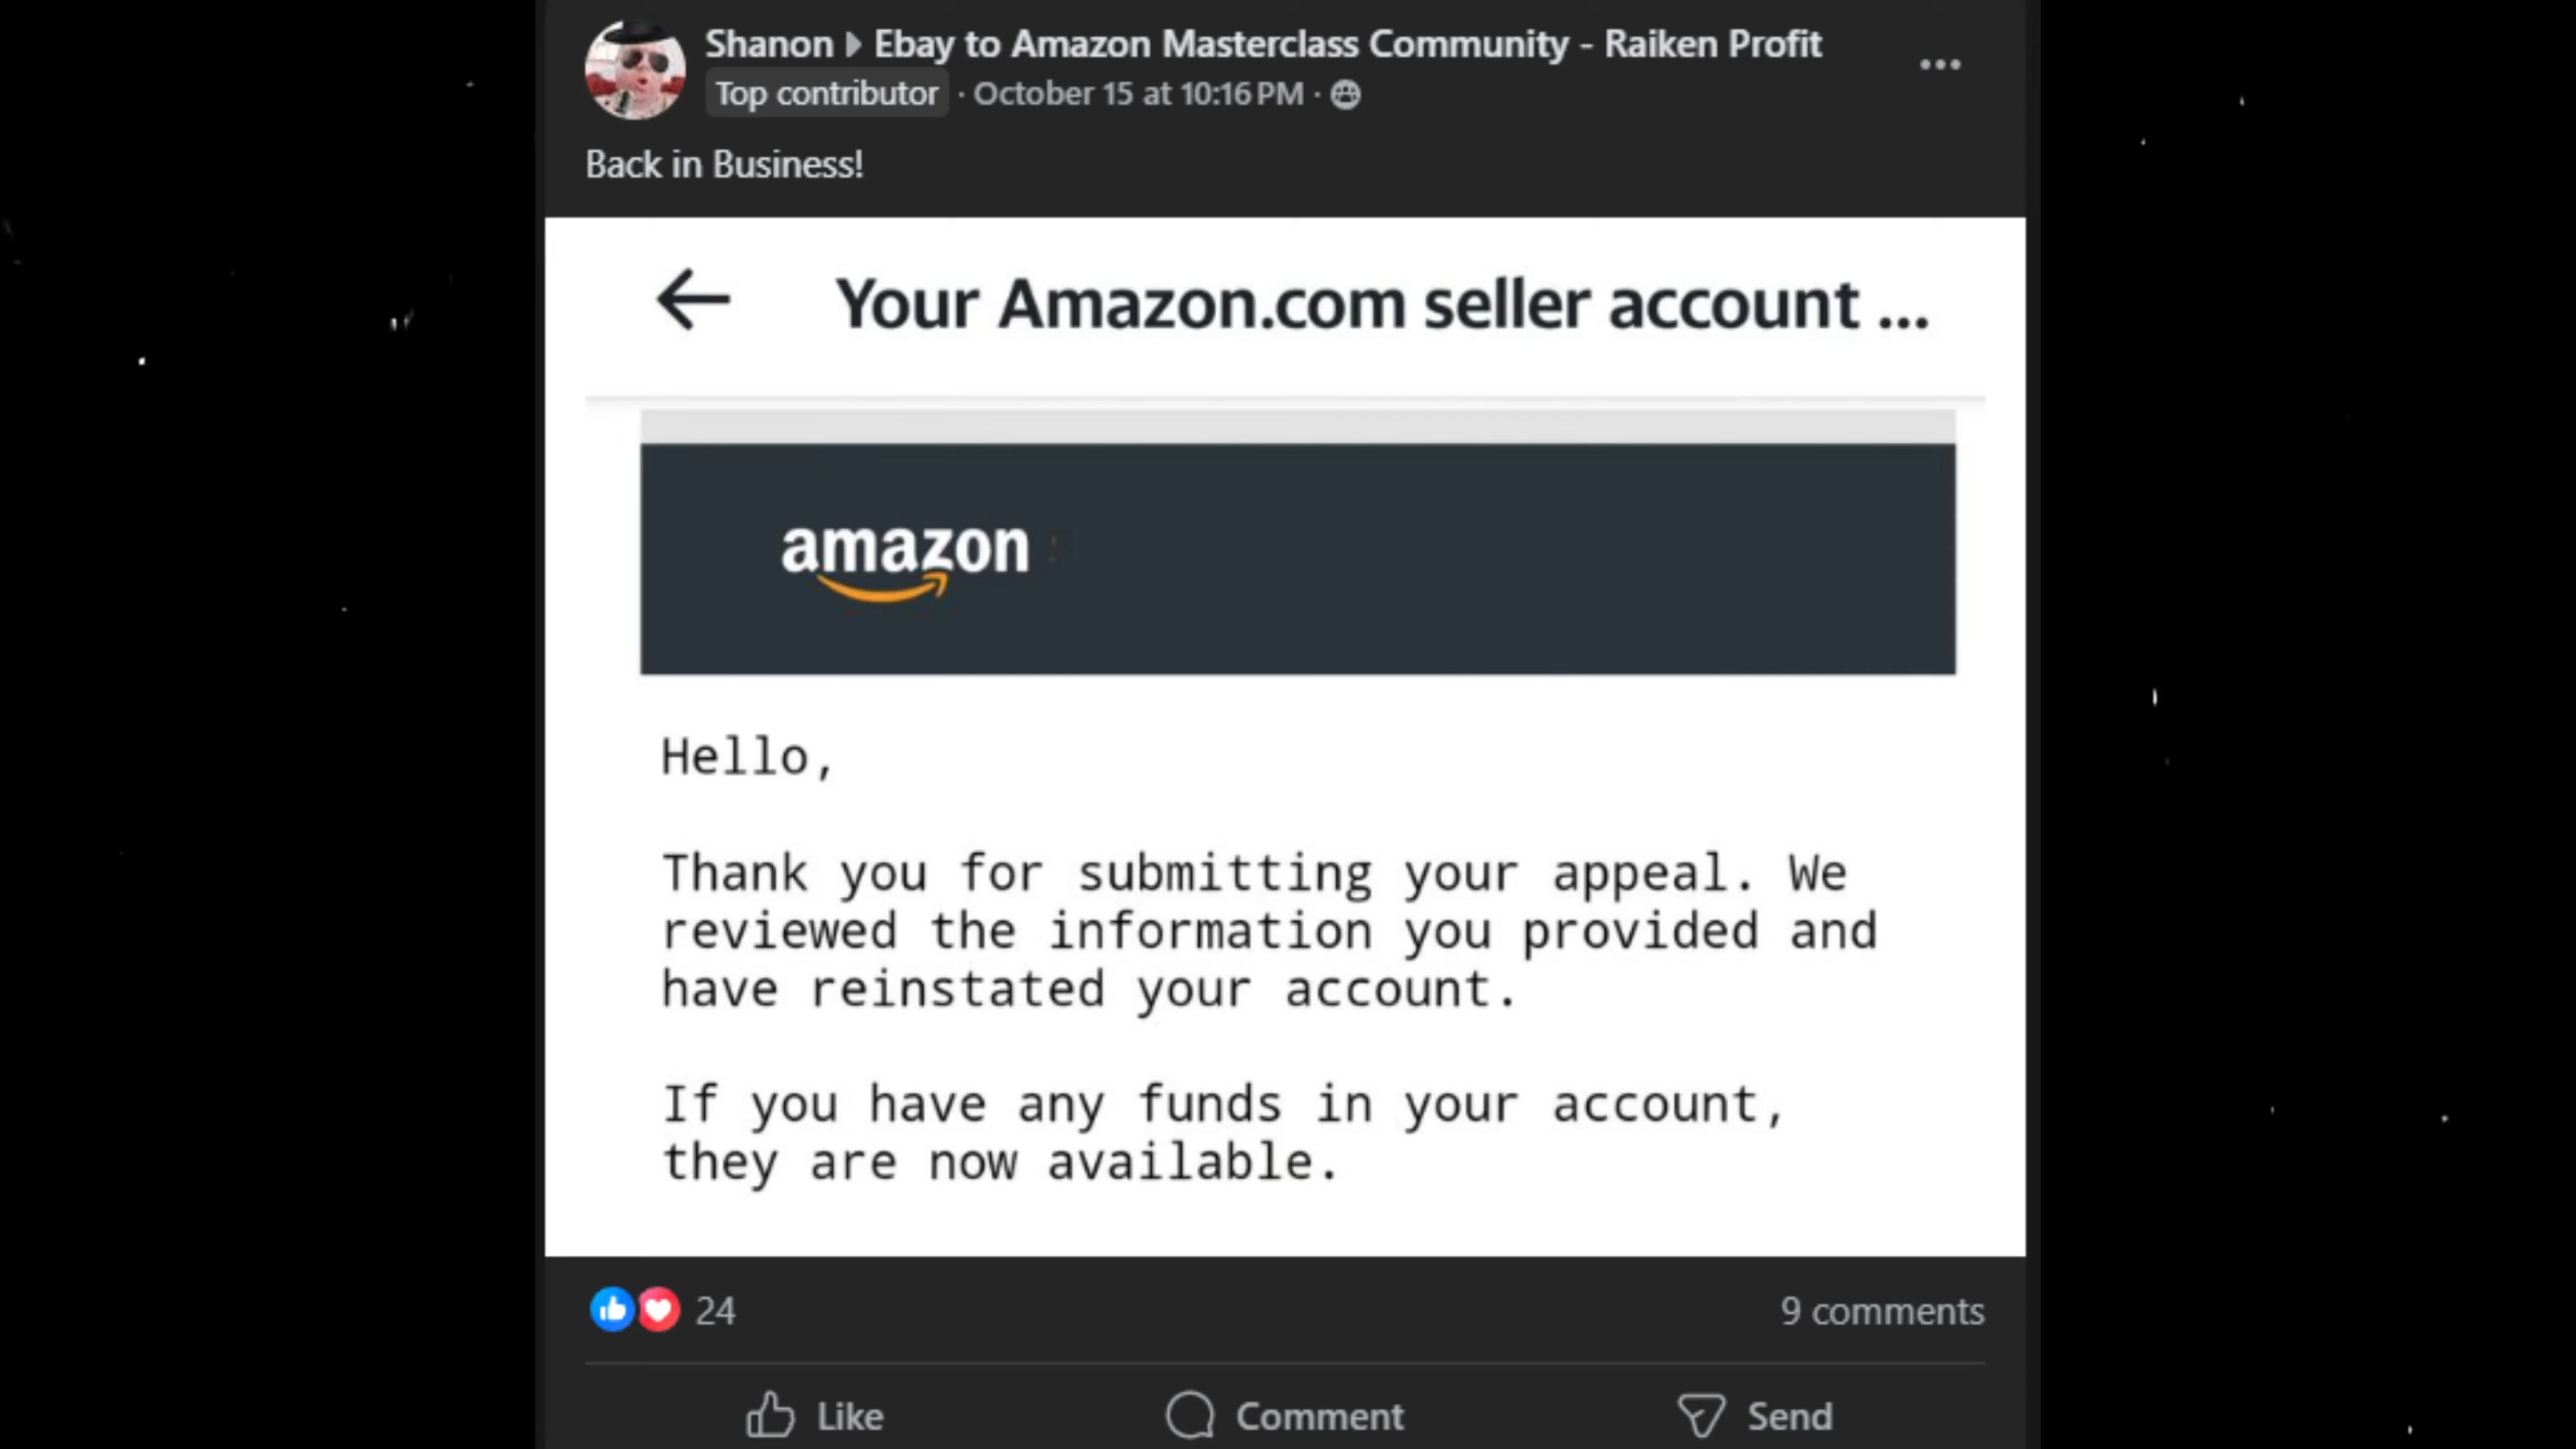 Shanon ▸ Ebay to Amazon Masterclass Community - Raiken Profit
Top contributor · October 15 at 10:16 PM ·
Back in Business!
Your Amazon.com seller account ...
amazon
Hello,
Thank you for submitting your appeal. We
reviewed the information you provided and
have reinstated your account.
If you have any funds in your account,
they are now available.
24
9 comments
Like
Comment
Send